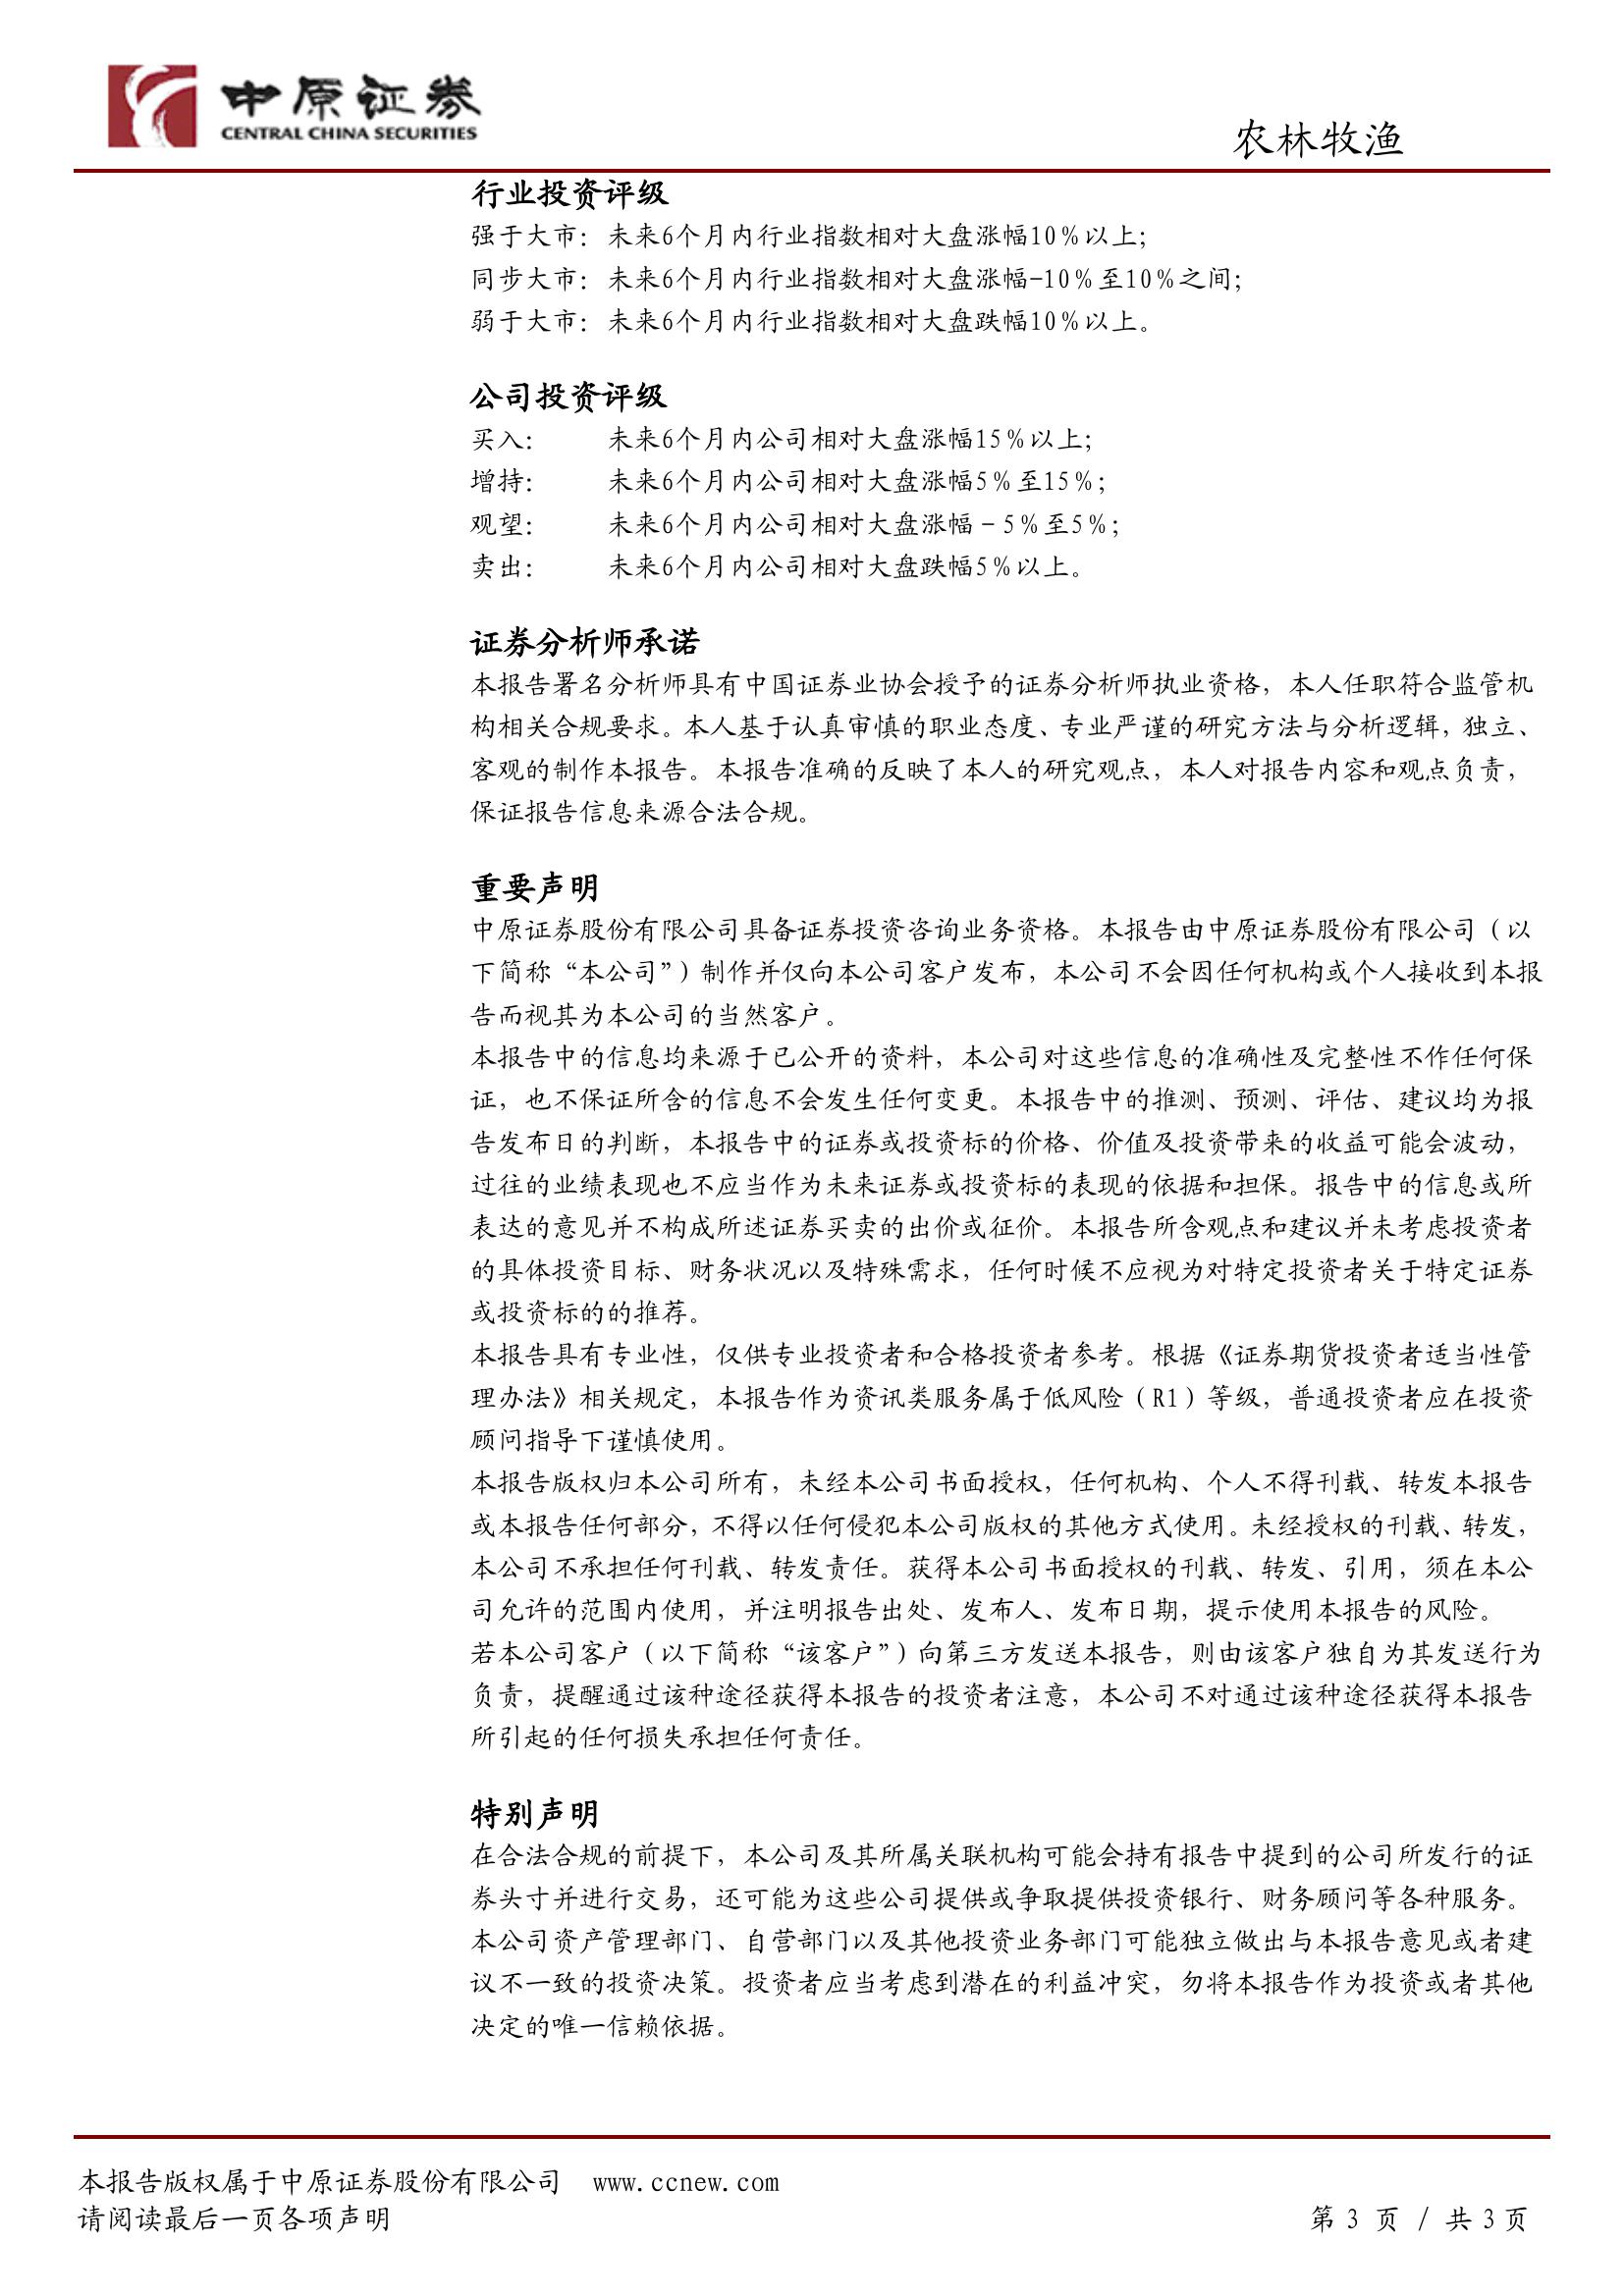 中原证券
CENTRAL CHINA SECURITIES
农林牧渔
行业投资评级
强于大市：未来6个月内行业指数相对大盘涨幅10％以上；
同步大市：未来6个月内行业指数相对大盘涨幅-10％至10％之间；
弱于大市：未来6个月内行业指数相对大盘跌幅10％以上。
公司投资评级
买入： 未来6个月内公司相对大盘涨幅15％以上；
增持： 未来6个月内公司相对大盘涨幅5％至15％；
观望： 未来6个月内公司相对大盘涨幅－5％至5％；
卖出： 未来6个月内公司相对大盘跌幅5％以上。
证券分析师承诺
本报告署名分析师具有中国证券业协会授予的证券分析师执业资格，本人任职符合监管机
构相关合规要求。本人基于认真审慎的职业态度、专业严谨的研究方法与分析逻辑，独立、
客观的制作本报告。本报告准确的反映了本人的研究观点，本人对报告内容和观点负责，
保证报告信息来源合法合规。
重要声明
中原证券股份有限公司具备证券投资咨询业务资格。本报告由中原证券股份有限公司（以
下简称“本公司”）制作并仅向本公司客户发布，本公司不会因任何机构或个人接收到本报
告而视其为本公司的当然客户。
本报告中的信息均来源于已公开的资料，本公司对这些信息的准确性及完整性不作任何保
证，也不保证所含的信息不会发生任何变更。本报告中的推测、预测、评估、建议均为报
告发布日的判断，本报告中的证券或投资标的价格、价值及投资带来的收益可能会波动，
过往的业绩表现也不应当作为未来证券或投资标的表现的依据和担保。报告中的信息或所
表达的意见并不构成所述证券买卖的出价或征价。本报告所含观点和建议并未考虑投资者
的具体投资目标、财务状况以及特殊需求，任何时候不应视为对特定投资者关于特定证券
或投资标的的推荐。
本报告具有专业性，仅供专业投资者和合格投资者参考。根据《证券期货投资者适当性管
理办法》相关规定，本报告作为资讯类服务属于低风险（R1）等级，普通投资者应在投资
顾问指导下谨慎使用。
本报告版权归本公司所有，未经本公司书面授权，任何机构、个人不得刊载、转发本报告
或本报告任何部分，不得以任何侵犯本公司版权的其他方式使用。未经授权的刊载、转发，
本公司不承担任何刊载、转发责任。获得本公司书面授权的刊载、转发、引用，须在本公
司允许的范围内使用，并注明报告出处、发布人、发布日期，提示使用本报告的风险。
若本公司客户（以下简称“该客户”）向第三方发送本报告，则由该客户独自为其发送行为
负责，提醒通过该种途径获得本报告的投资者注意，本公司不对通过该种途径获得本报告
所引起的任何损失承担任何责任。
特别声明
在合法合规的前提下，本公司及其所属关联机构可能会持有报告中提到的公司所发行的证
券头寸并进行交易，还可能为这些公司提供或争取提供投资银行、财务顾问等各种服务。
本公司资产管理部门、自营部门以及其他投资业务部门可能独立做出与本报告意见或者建
议不一致的投资决策。投资者应当考虑到潜在的利益冲突，勿将本报告作为投资或者其他
决定的唯一信赖依据。
本报告版权属于中原证券股份有限公司 www.ccnew.com
请阅读最后一页各项声明 第 3 页 / 共 3 页